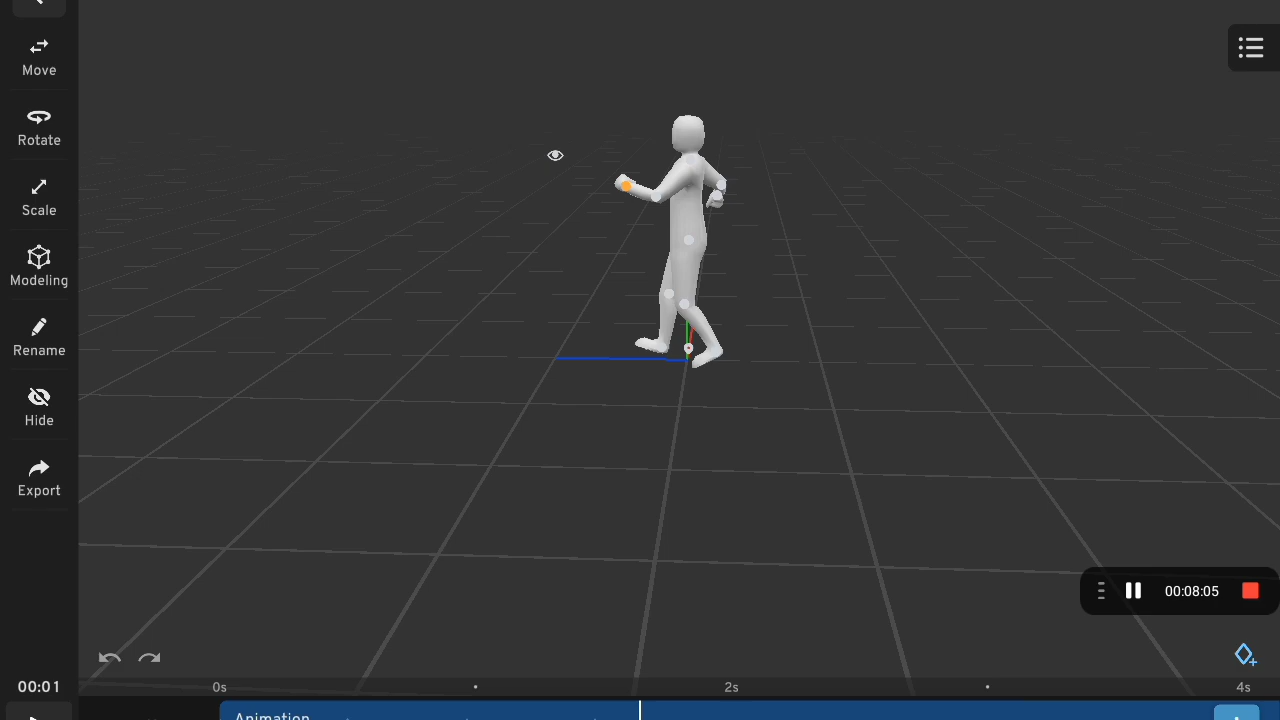 Move
Rotate
Scale
Modeling
Rename
Hide
Export
00:08:05
00:01
0s
2s
4s
Animation